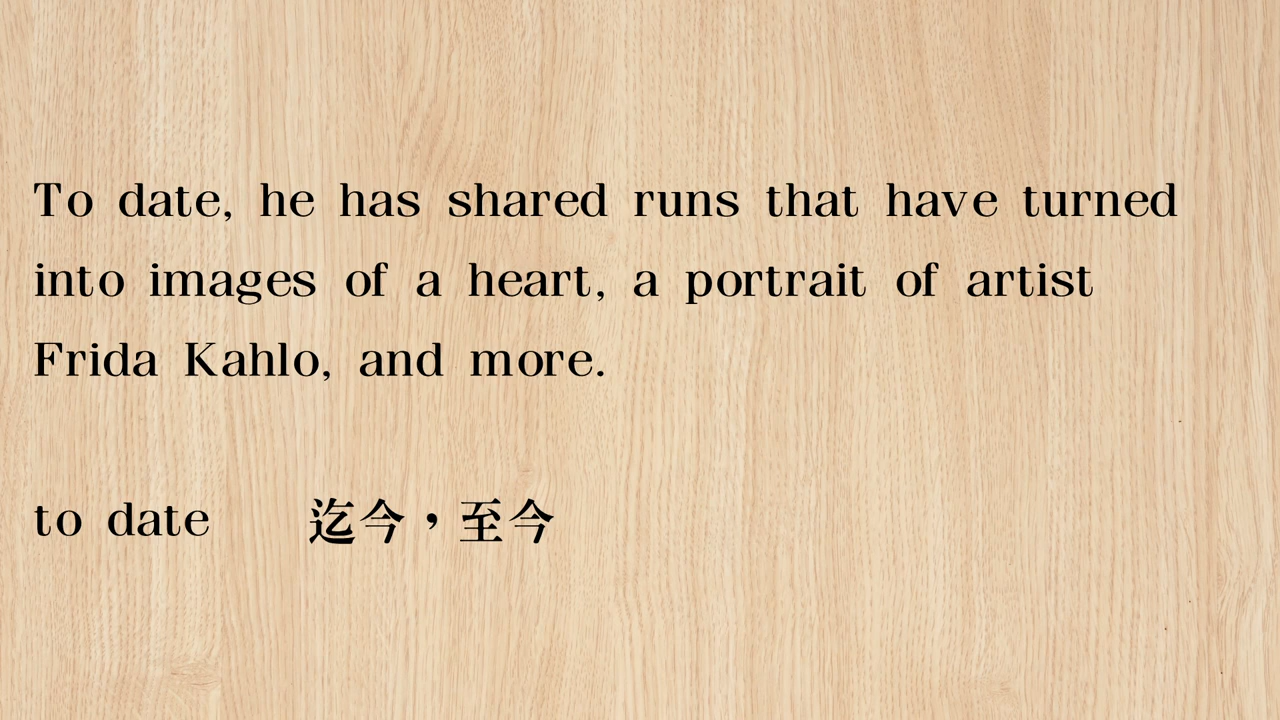 To date, he has shared runs that have turned
into images of a heart, a portrait of artist
Frida Kahlo, and more.
to date 迄今，至今